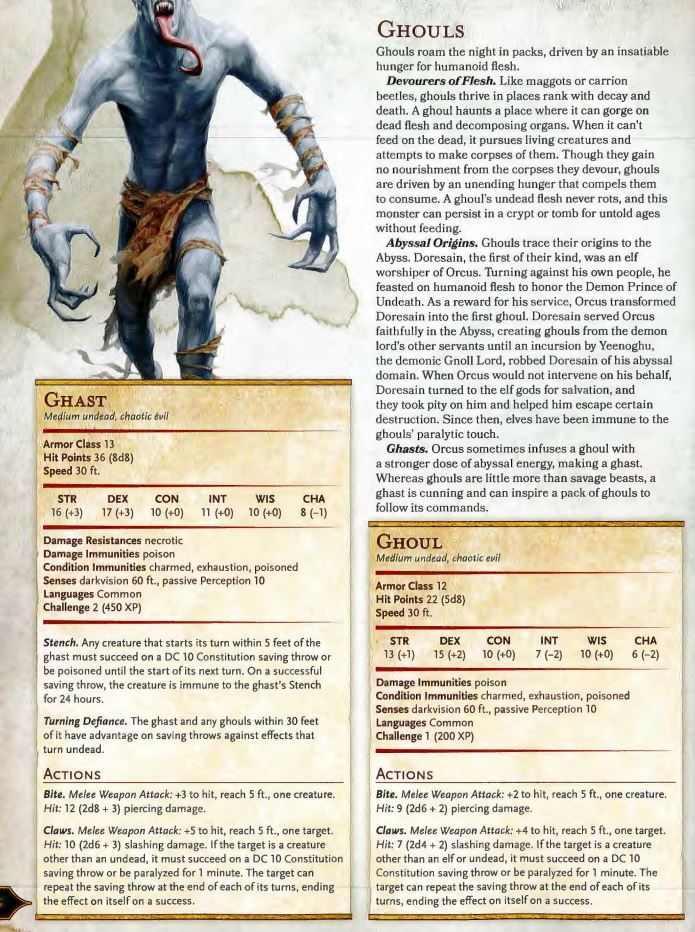 GHOULS
Ghouls roam the night in packs, driven by an insatiable
hunger for humanoid flesh.
Devourers of Flesh. Like maggots or carrion
beetles, ghouls thrive in places rank with decay and
death. A ghoul haunts a place where it can gorge on
dead flesh and decomposing organs. When it can't
feed on the dead, it pursues living creatures and
attempts to make corpses of them. Though they gain
no nourishment from the corpses they devour, ghouls
are driven by an unending hunger that compels them
to consume. A ghoul's undead flesh never rots, and this
monster can persist in a crypt or tomb for untold ages
without feeding.
Abyssal Origins. Ghouls trace their origins to the
Abyss. Doresain, the first of their kind, was an elf
worshiper of Orcus. Turning against his own people, he
feasted on humanoid flesh to honor the Demon Prince of
Undeath. As a reward for his service, Orcus transformed
Doresain into the first ghoul. Doresain served Orcus
faithfully in the Abyss, creating ghouls from the demon
lord's other servants until an incursion by Yeenoghu,
the demonic Gnoll Lord, robbed Doresain of his abyssal
domain. When Orcus would not intervene on his behalf,
Doresain turned to the elf gods for salvation, and
they took pity on him and helped him escape certain
destruction. Since then, elves have been immune to the
ghouls' paralytic touch.
Ghasts. Orcus sometimes infuses a ghoul with
a stronger dose of abyssal energy, making a ghast.
Whereas ghouls are little more than savage beasts, a
ghast is cunning and can inspire a pack of ghouls to
follow its commands.
GHAST
Medium undead, chaotic evil
Armor Class 13
Hit Points 36 (8d8)
Speed 30 ft.
STR DEX CON INT WIS CHA
16 (+3) 17 (+3) 10 (+0) 11 (+0) 10 (+0) 8 (−1)
Damage Resistances necrotic
Damage Immunities poison
Condition Immunities charmed, exhaustion, poisoned
Senses darkvision 60 ft., passive Perception 10
Languages Common
Challenge 2 (450 XP)
Stench. Any creature that starts its turn within 5 feet of the
ghast must succeed on a DC 10 Constitution saving throw or
be poisoned until the start of its next turn. On a successful
saving throw, the creature is immune to the ghast's Stench
for 24 hours.
Turning Defiance. The ghast and any ghouls within 30 feet
of it have advantage on saving throws against effects that
turn undead.
ACTIONS
Bite. Melee Weapon Attack: +3 to hit, reach 5 ft., one creature.
Hit: 12 (2d8 + 3) piercing damage.
Claws. Melee Weapon Attack: +5 to hit, reach 5 ft., one target.
Hit: 10 (2d6 + 3) slashing damage. If the target is a creature
other than an undead, it must succeed on a DC 10 Constitution
saving throw or be paralyzed for 1 minute. The target can
repeat the saving throw at the end of each of its turns, ending
the effect on itself on a success.
GHOUL
Medium undead, chaotic evil
Armor Class 12
Hit Points 22 (5d8)
Speed 30 ft.
STR DEX CON INT WIS CHA
13 (+1) 15 (+2) 10 (+0) 7 (−2) 10 (+0) 6 (−2)
Damage Immunities poison
Condition Immunities charmed, exhaustion, poisoned
Senses darkvision 60 ft., passive Perception 10
Languages Common
Challenge 1 (200 XP)
ACTIONS
Bite. Melee Weapon Attack: +2 to hit, reach 5 ft., one creature.
Hit: 9 (2d6 + 2) piercing damage.
Claws. Melee Weapon Attack: +4 to hit, reach 5 ft., one target.
Hit: 7 (2d4 + 2) slashing damage. If the target is a creature
other than an elf or undead, it must succeed on a DC 10
Constitution saving throw or be paralyzed for 1 minute. The
target can repeat the saving throw at the end of each of its
turns, ending the effect on itself on a success.